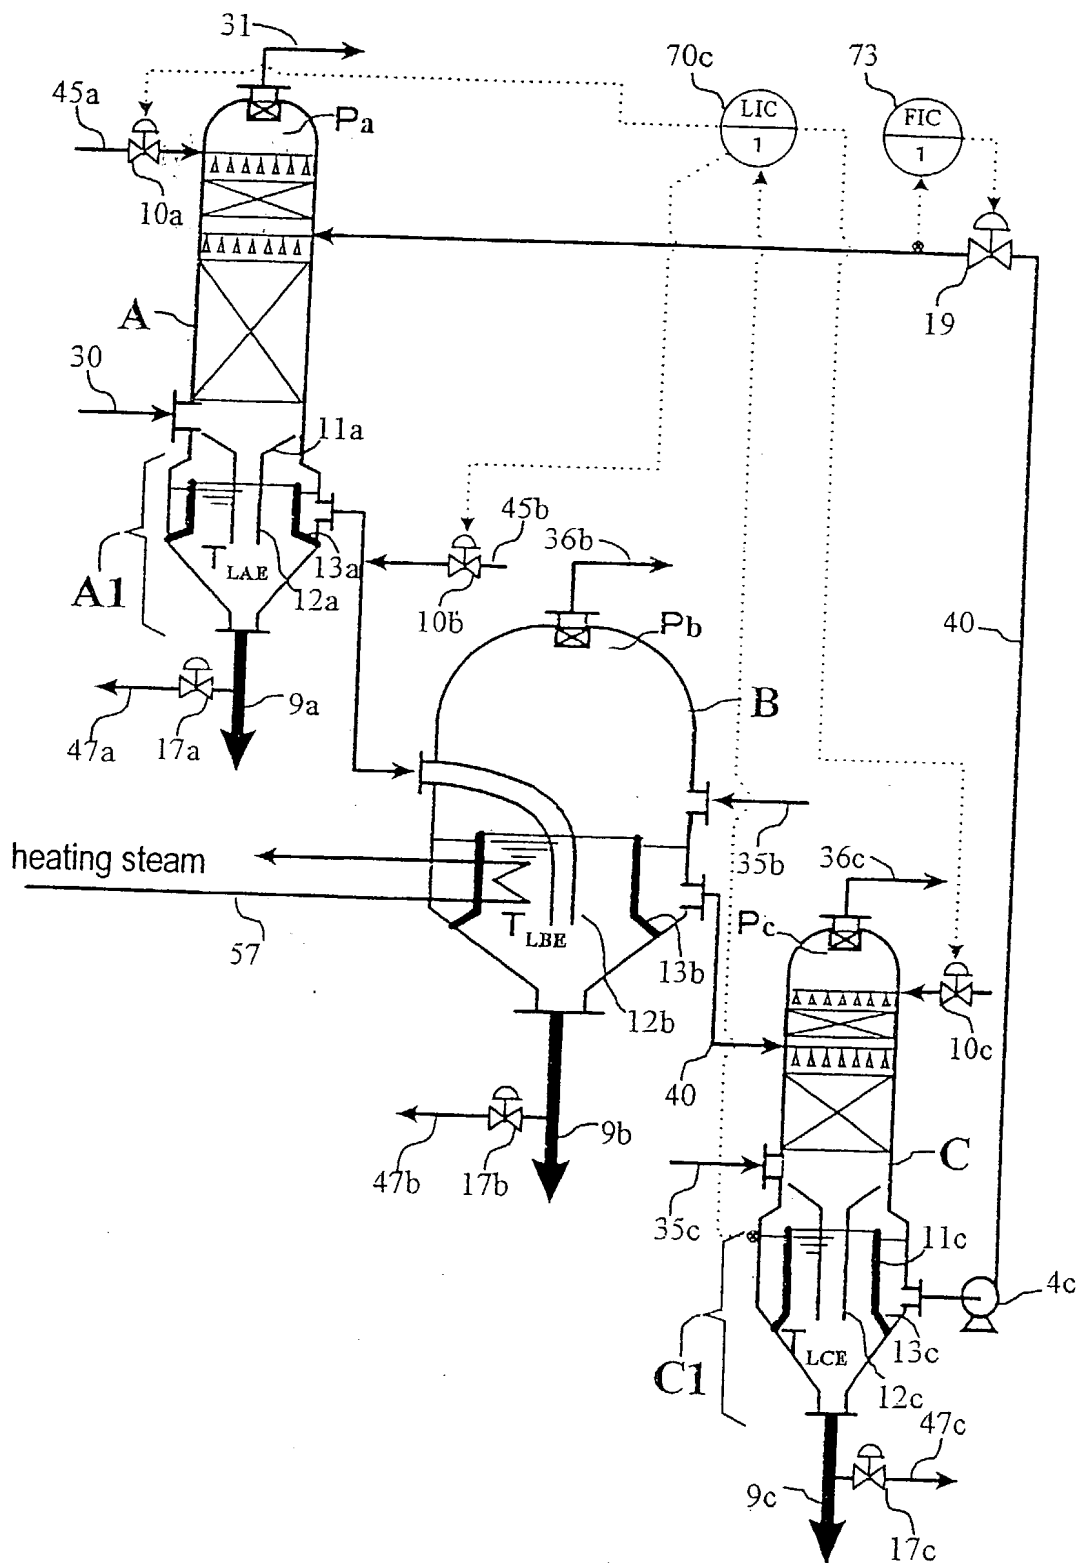 31
70c
73
45a
LIC
1
FIC
1
Pa
10a
19
A
30
11a
45b
36b
A1
TLAE
13a
12a
10b
40
Pb
B
9a
47a
17a
heating steam
35b
36c
57
TLBE
Pc
13b
12b
10c
40
9b
47b
17b
C
35c
11c
4c
C1
TLCE
13c
12c
47c
9c
17c